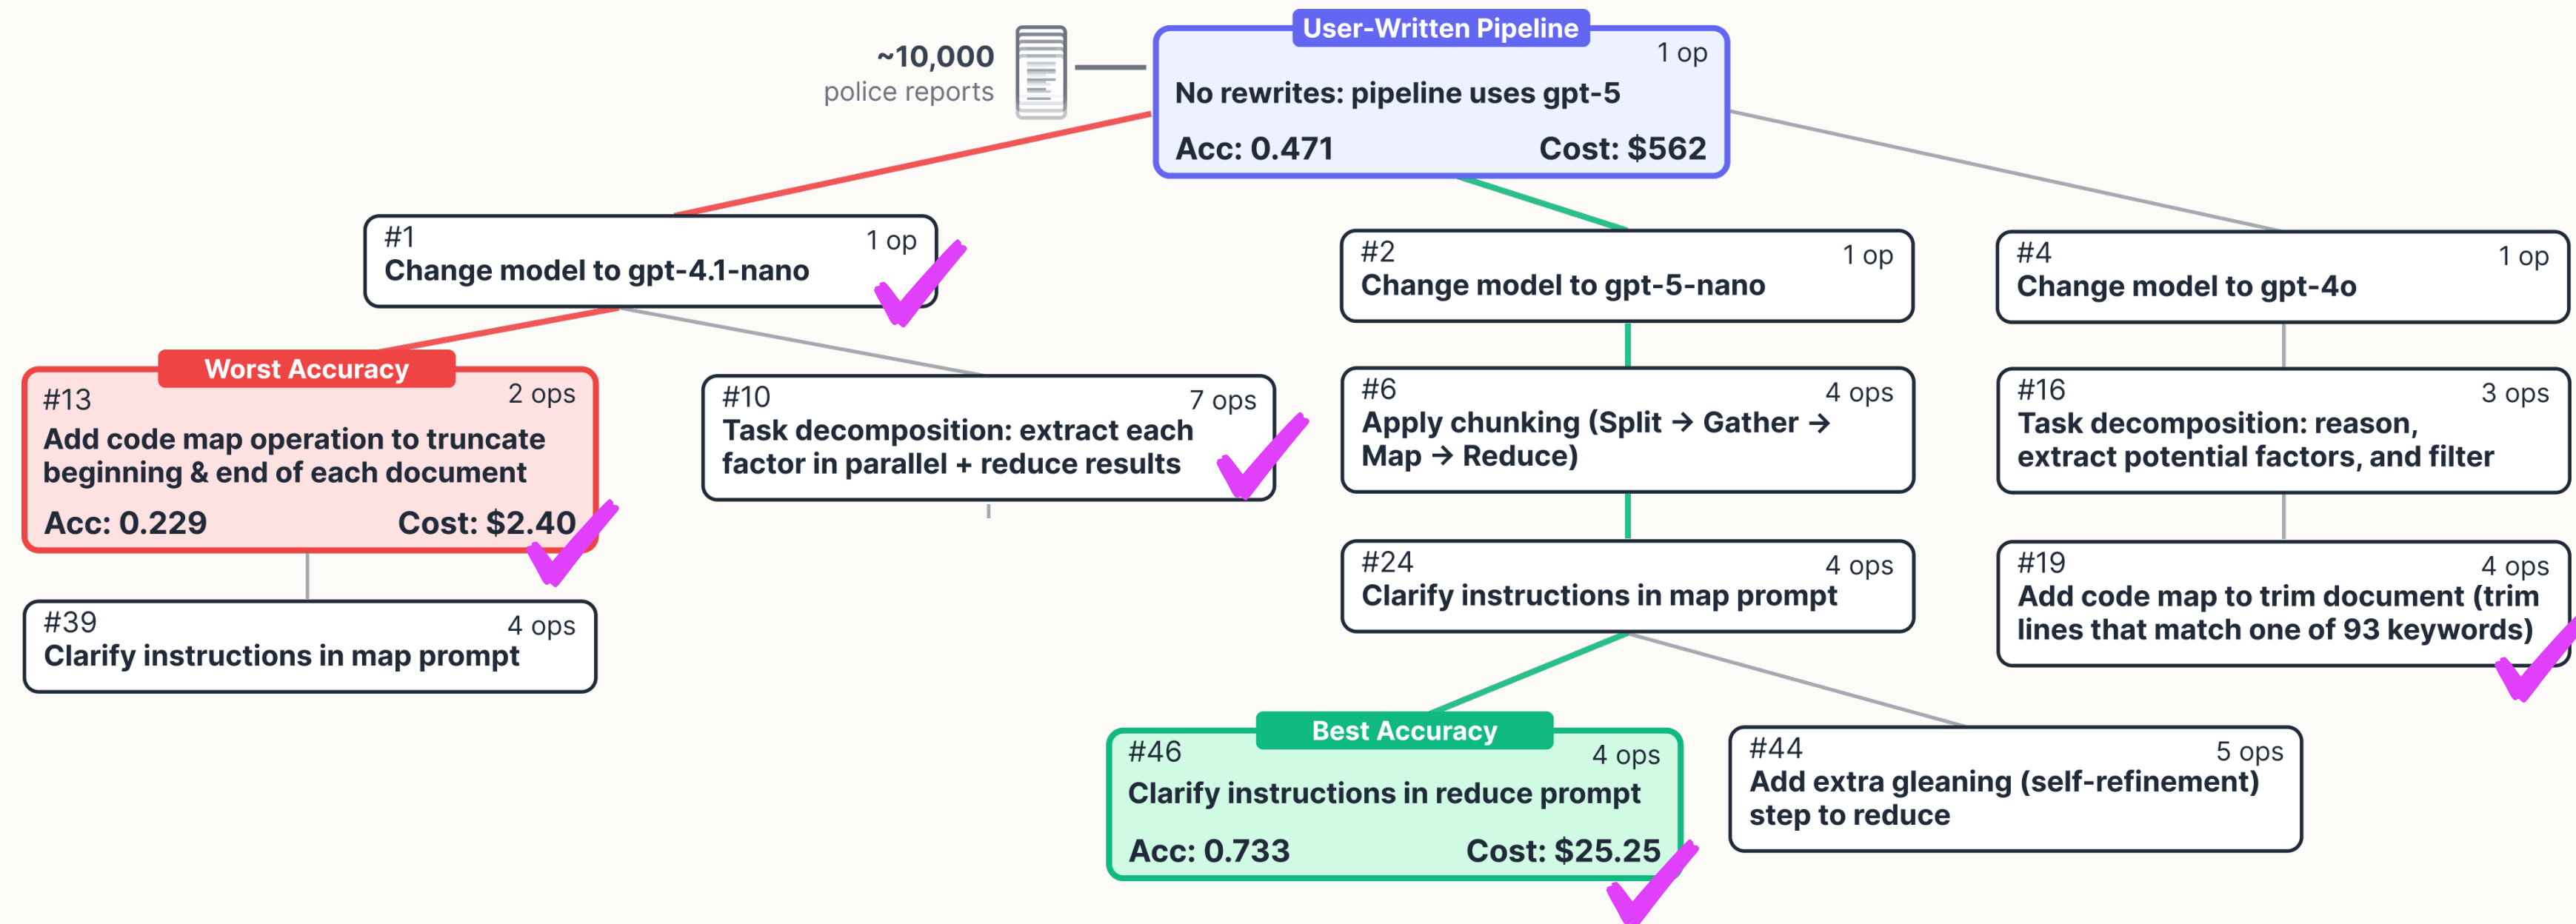 User-Written Pipeline
~10,000
police reports
1 op
No rewrites: pipeline uses gpt-5
Acc: 0.471 Cost: $562
#1 1 op
Change model to gpt-4.1-nano
#2 1 op
Change model to gpt-5-nano
#4 1 op
Change model to gpt-4o
Worst Accuracy
#13 2 ops
Add code map operation to truncate
beginning & end of each document
Acc: 0.229 Cost: $2.40
#10 7 ops
Task decomposition: extract each
factor in parallel + reduce results
#6 4 ops
Apply chunking (Split → Gather →
Map → Reduce)
#16 3 ops
Task decomposition: reason,
extract potential factors, and filter
#39 4 ops
Clarify instructions in map prompt
#24 4 ops
Clarify instructions in map prompt
#19 4 ops
Add code map to trim document (trim
lines that match one of 93 keywords)
Best Accuracy
#46 4 ops
Clarify instructions in reduce prompt
Acc: 0.733 Cost: $25.25
#44 5 ops
Add extra gleaning (self-refinement)
step to reduce